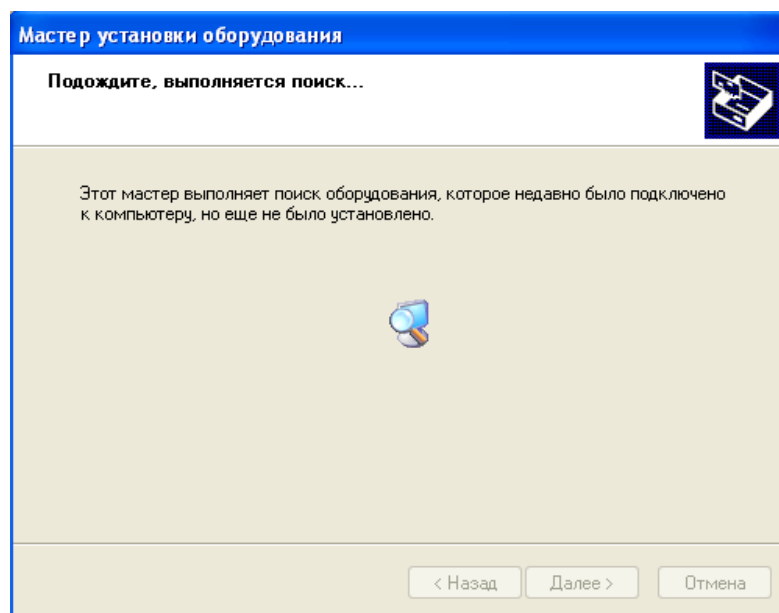 Мастер установки оборудования
Подождите, выполняется поиск...
Этот мастер выполняет поиск оборудования, которое недавно было подключено
к компьютеру, но еще не было установлено.
< Назад
Далее >
Отмена